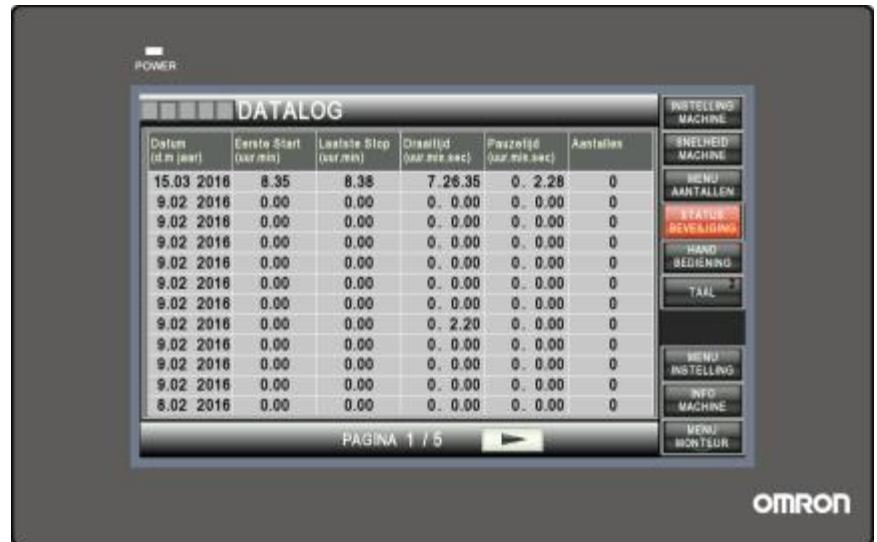 POWER
DATALOG
Datum Eerste Start Laatste Stop Draaitijd Pauzetijd Aantallen
(d.m jaar) (uur.min) (uur.min) (uur.min.sec) (uur.min.sec)
15.03 2016 8.35 8.38 7.26.35 0. 2.28 0
9.02 2016 0.00 0.00 0. 0.00 0. 0.00 0
9.02 2016 0.00 0.00 0. 0.00 0. 0.00 0
9.02 2016 0.00 0.00 0. 0.00 0. 0.00 0
9.02 2016 0.00 0.00 0. 0.00 0. 0.00 0
9.02 2016 0.00 0.00 0. 0.00 0. 0.00 0
9.02 2016 0.00 0.00 0. 0.00 0. 0.00 0
9.02 2016 0.00 0.00 0. 2.20 0. 0.00 0
9.02 2016 0.00 0.00 0. 0.00 0. 0.00 0
9.02 2016 0.00 0.00 0. 0.00 0. 0.00 0
9.02 2016 0.00 0.00 0. 0.00 0. 0.00 0
8.02 2016 0.00 0.00 0. 0.00 0. 0.00 0
PAGINA 1 / 5
INSTELLING
MACHINE
SNELHEID
MACHINE
MENU
AANTALLEN
STATUS
BEVEILIGING
HAND
BEDIENING
TAAL
MENU
INSTELLING
INFO
MACHINE
MENU
MONTEUR
OMRON